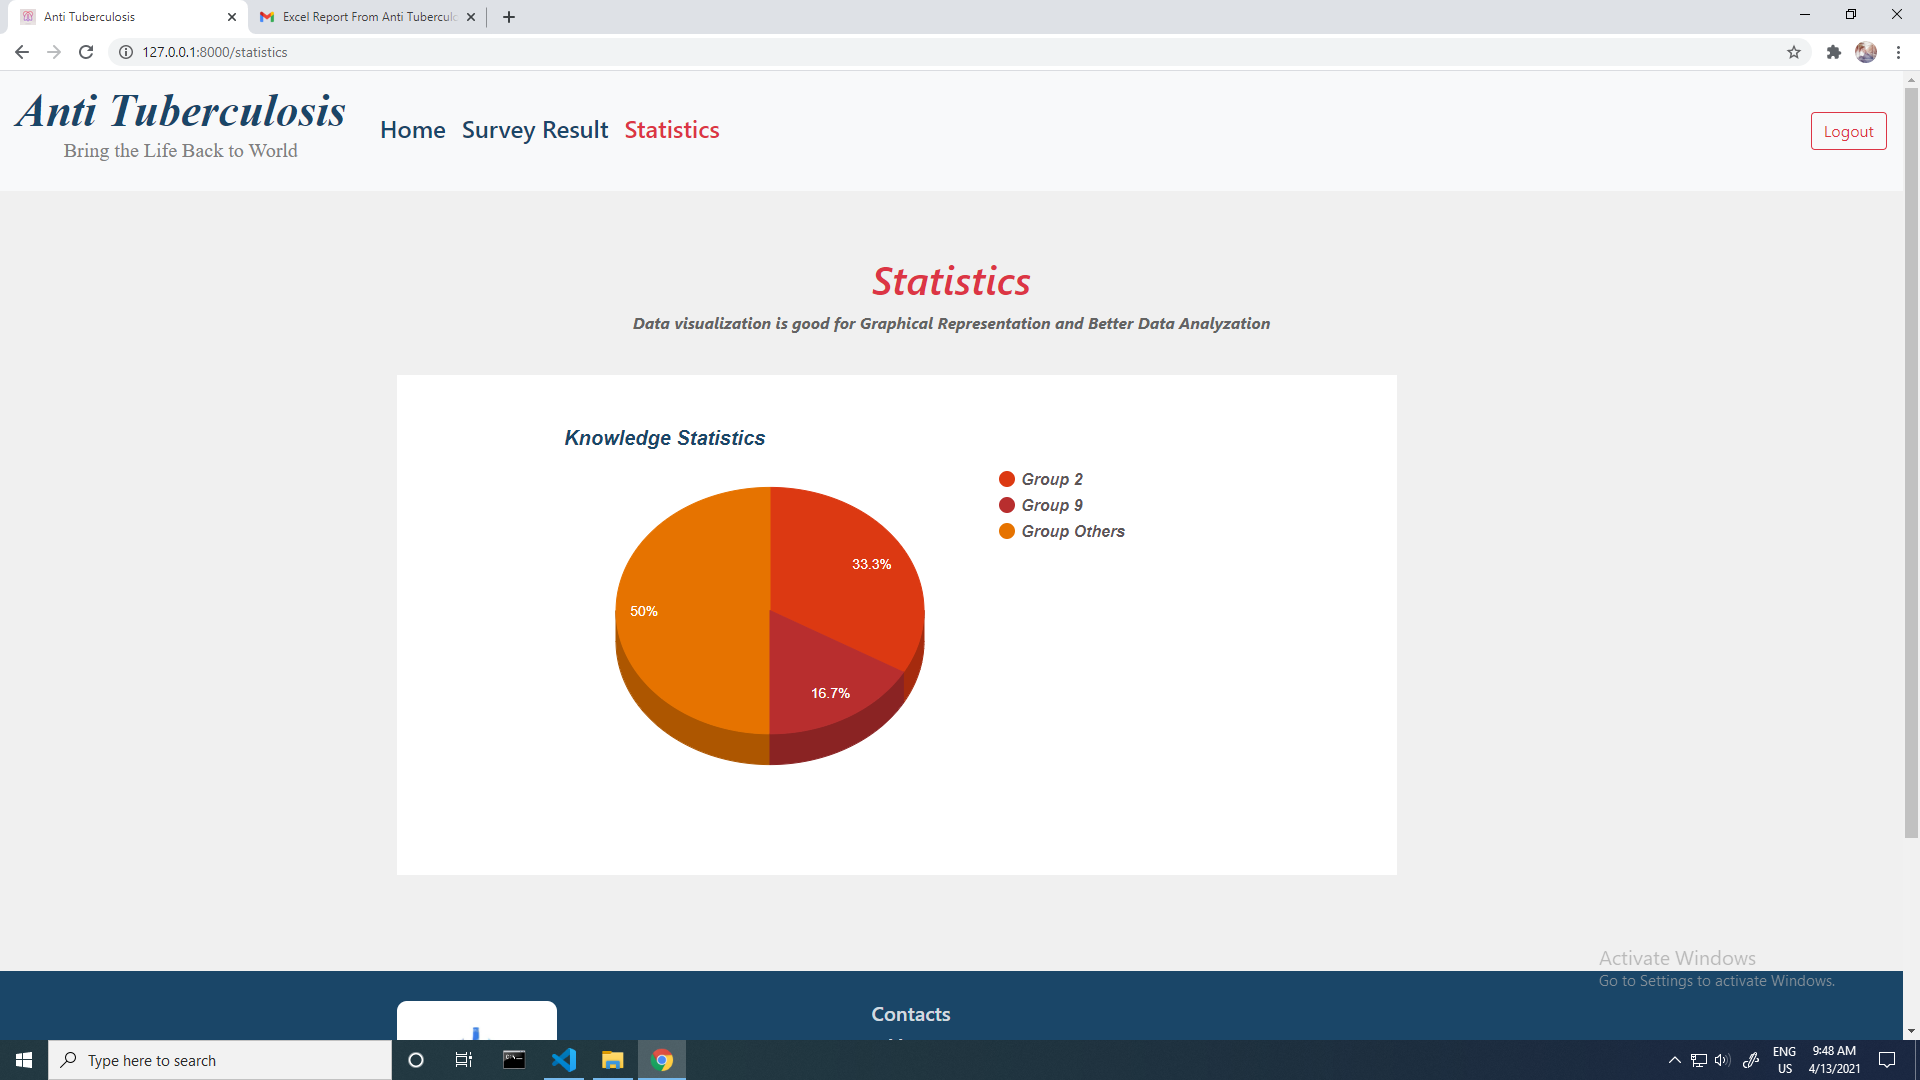 Anti Tuberculosis
Excel Report From Anti Tuberculo
127.0.0.1:8000/statistics
Anti Tuberculosis
Bring the Life Back to World
Home Survey Result Statistics
Logout
Statistics
Data visualization is good for Graphical Representation and Better Data Analyzation
Knowledge Statistics
Group 2
Group 9
Group Others
33.3%
50%
16.7%
Activate Windows
Go to Settings to activate Windows.
Contacts
Type here to search
ENG
US
9:48 AM
4/13/2021